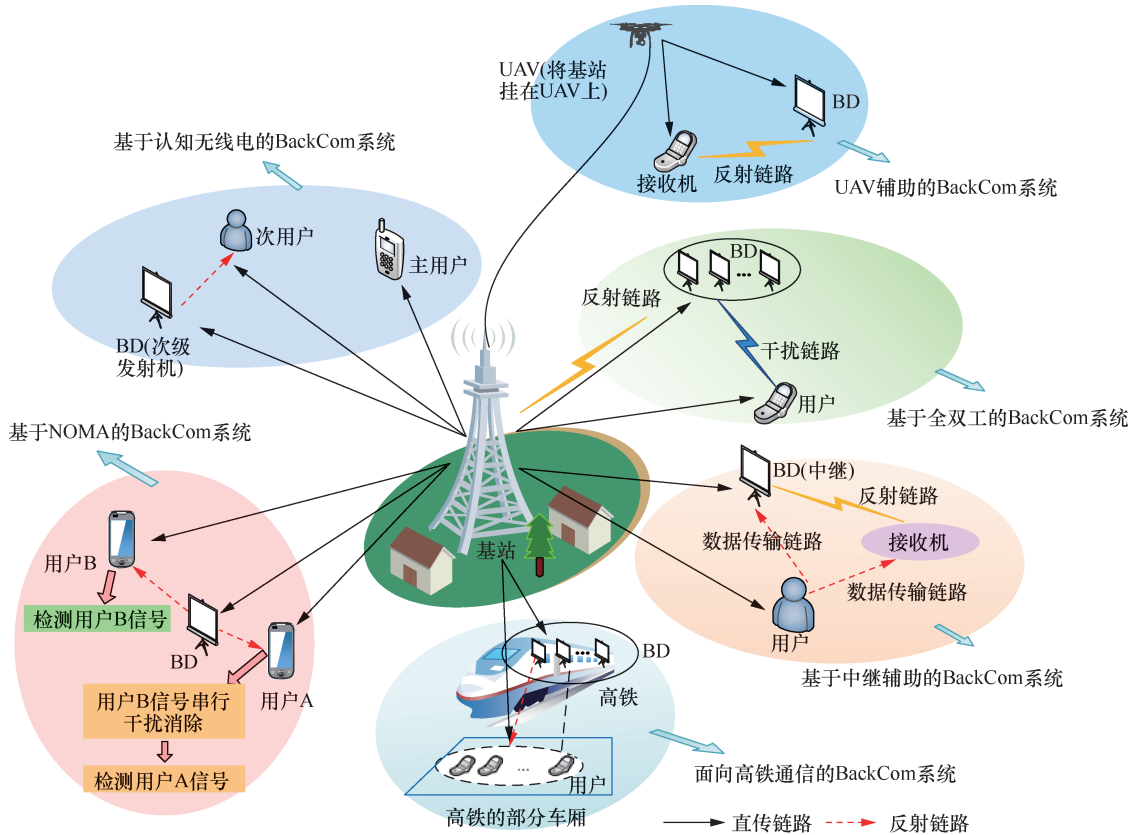 UAV(将基站
挂在UAV上)
BD
接收机
反射链路
UAV辅助的BackCom系统
基于认知无线电的BackCom系统
次用户
主用户
BD(次级
发射机)
BD
反射链路
干扰链路
用户
基于全双工的BackCom系统
基于NOMA的BackCom系统
用户B
检测用户B信号
BD
用户A
用户B信号串行
干扰消除
检测用户A信号
基站
BD(中继)
反射链路
数据传输链路
接收机
数据传输链路
用户
基于中继辅助的BackCom系统
BD
高铁
...
用户
高铁的部分车厢
面向高铁通信的BackCom系统
直传链路
反射链路